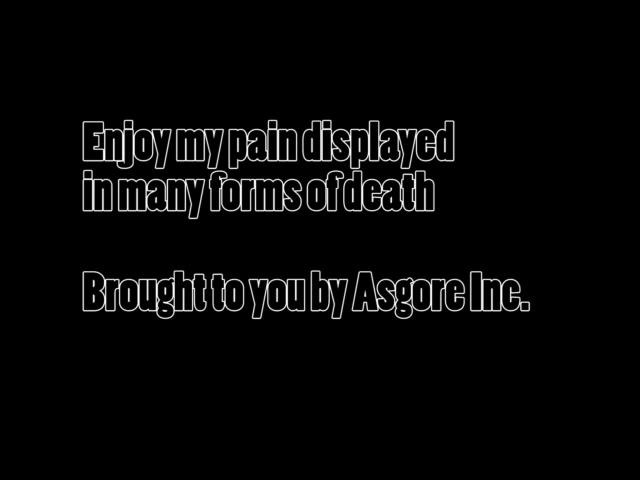 Enjoy my pain displayed
in many forms of death
Brought to you by Asgore Inc.